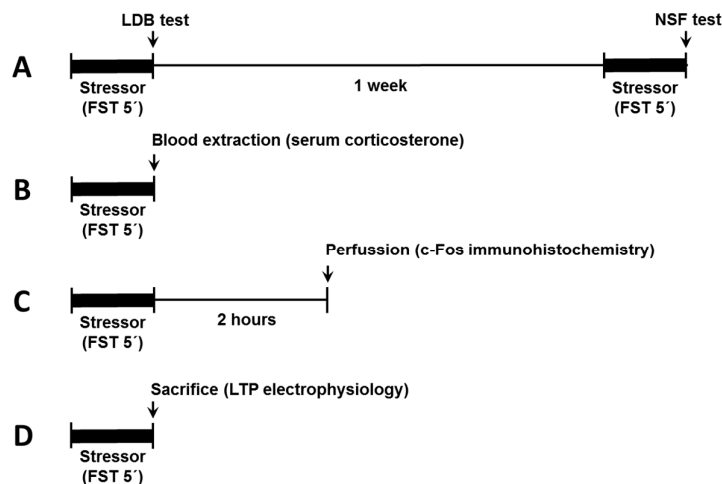 LDB test
NSF test
A
Stressor
(FST 5´)
1 week
Stressor
(FST 5´)
Blood extraction (serum corticosterone)
B
Stressor
(FST 5´)
Perfussion (c-Fos immunohistochemistry)
C
Stressor
(FST 5´)
2 hours
Sacrifice (LTP electrophysiology)
D
Stressor
(FST 5´)